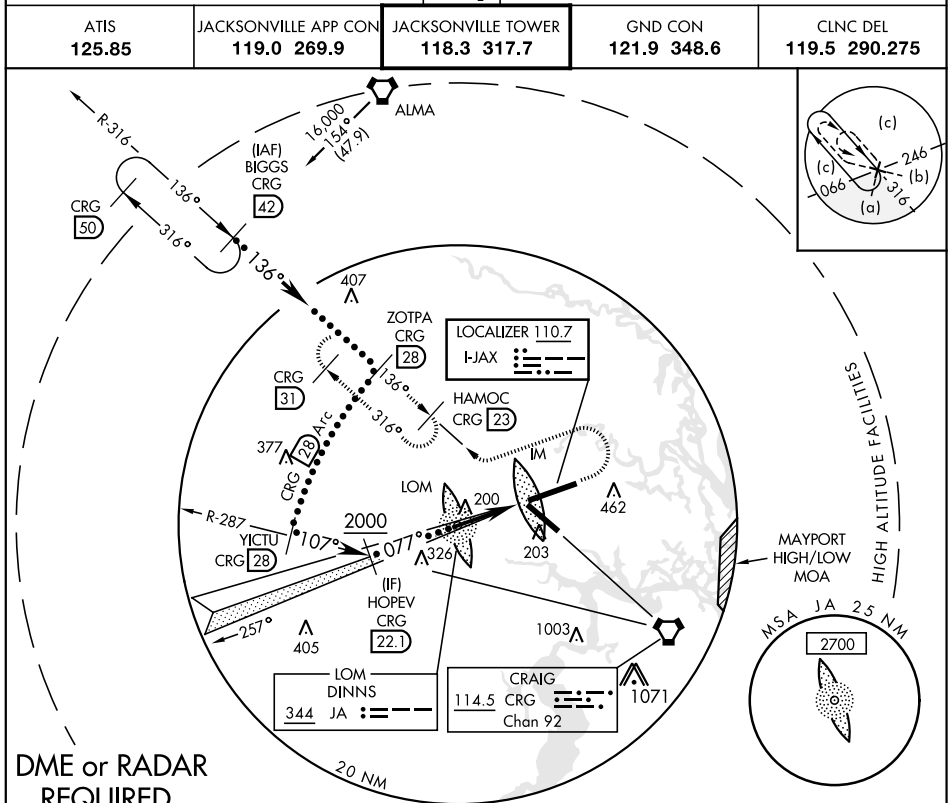 ATIS
125.85
JACKSONVILLE APP CON
119.0 269.9
JACKSONVILLE TOWER
118.3 317.7
GND CON
121.9 348.6
CLNC DEL
119.5 290.275
ALMA
16,000
154°
(47.9)
R-316
(IAF)
BIGGS
CRG
42
136°
316°
CRG
50
136°
(c)
(c)
246
(b)
066
316
(a)
407
ZOTPA
CRG
28
LOCALIZER 110.7
I-JAX
CRG
31
136°
316°
HAMOC
CRG 23
377
CRG 28 Arc
IM
LOM
200
462
R-287
YICTU
CRG 28
107°
2000
077°
326
203
(IF)
HOPEV
CRG
22.1
257°
405
1003
1071
MAYPORT
HIGH/LOW
MOA
HIGH ALTITUDE FACILITIES
MSA JA 25 NM
2700
LOM
DINNS
344 JA
CRAIG
114.5 CRG
Chan 92
20 NM
DME or RADAR
REQUIRED